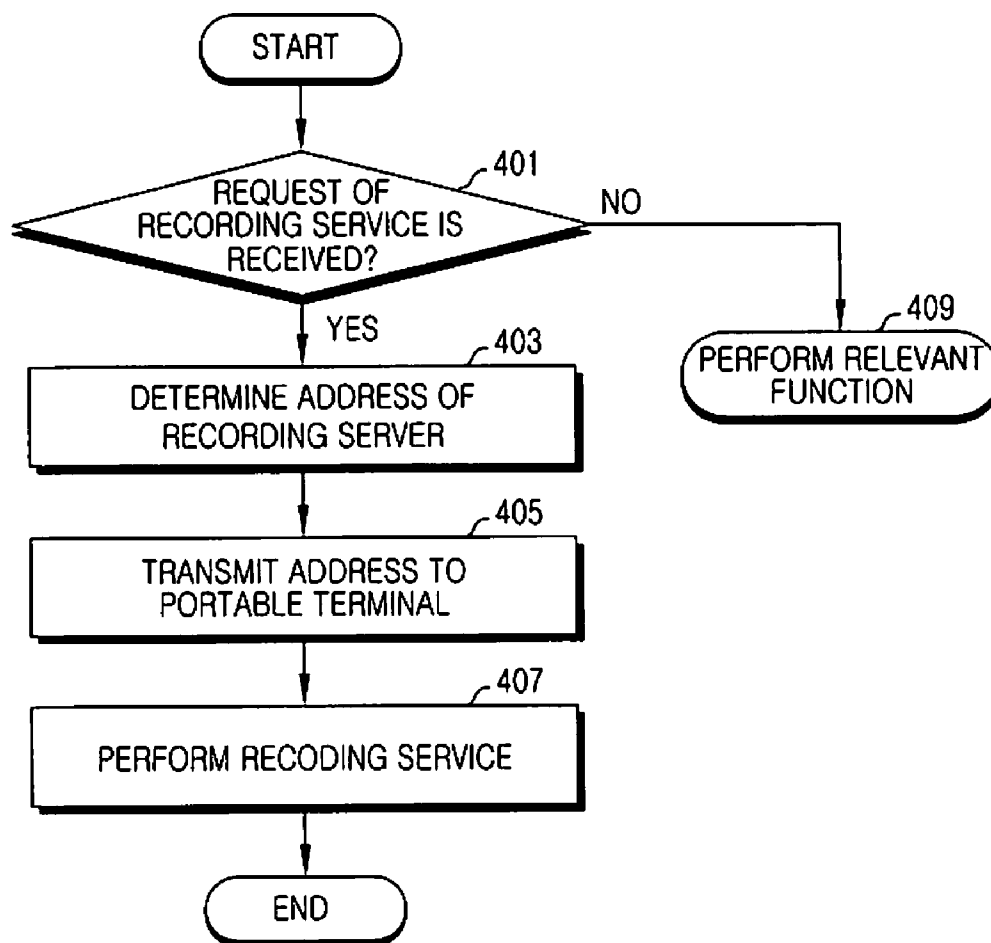 START
401
REQUEST OF
RECORDING SERVICE IS
RECEIVED?
NO
YES
409
PERFORM RELEVANT
FUNCTION
403
DETERMINE ADDRESS OF
RECORDING SERVER
405
TRANSMIT ADDRESS TO
PORTABLE TERMINAL
407
PERFORM RECODING SERVICE
END